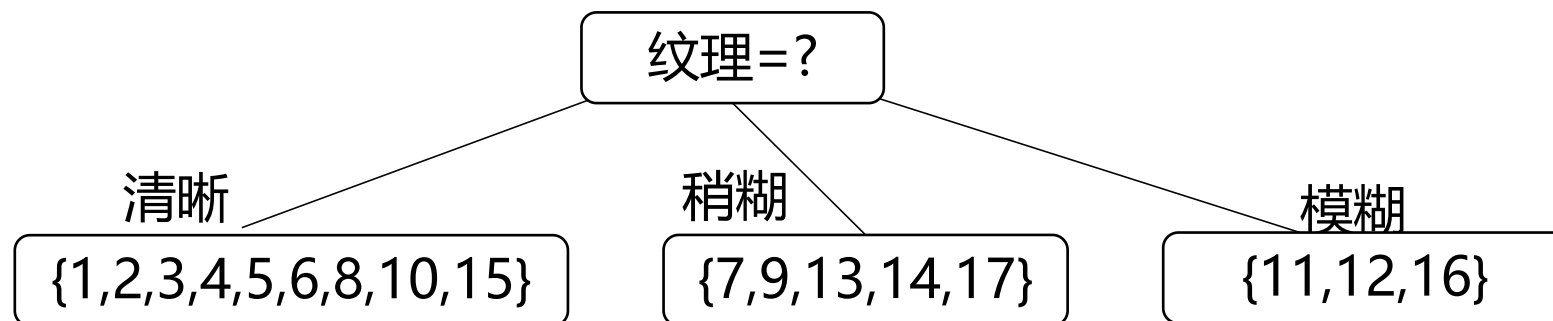 纹理=?
清晰
稍糊
模糊
{1,2,3,4,5,6,8,10,15}
{7,9,13,14,17}
{11,12,16}